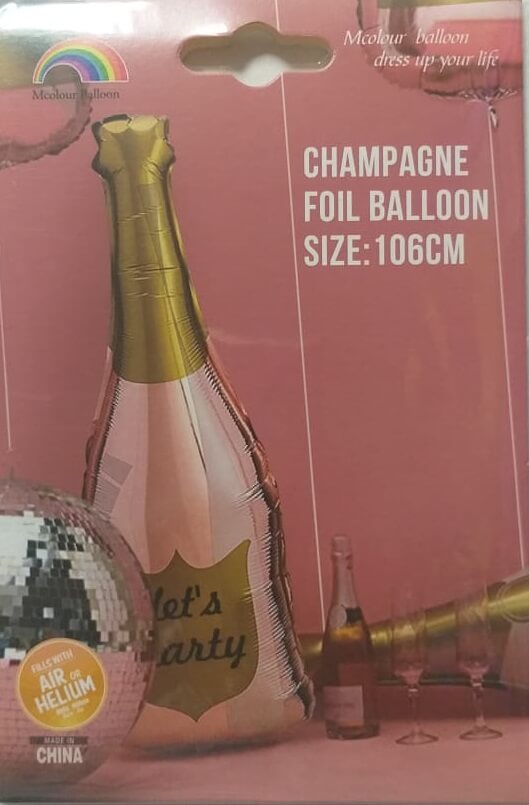 Mcolour Balloon
Mcolour balloon
dress up your life
CHAMPAGNE
FOIL BALLOON
SIZE:106CM
let's
arty
FILLS WITH
AIR OR
HELIUM
MADE IN
CHINA